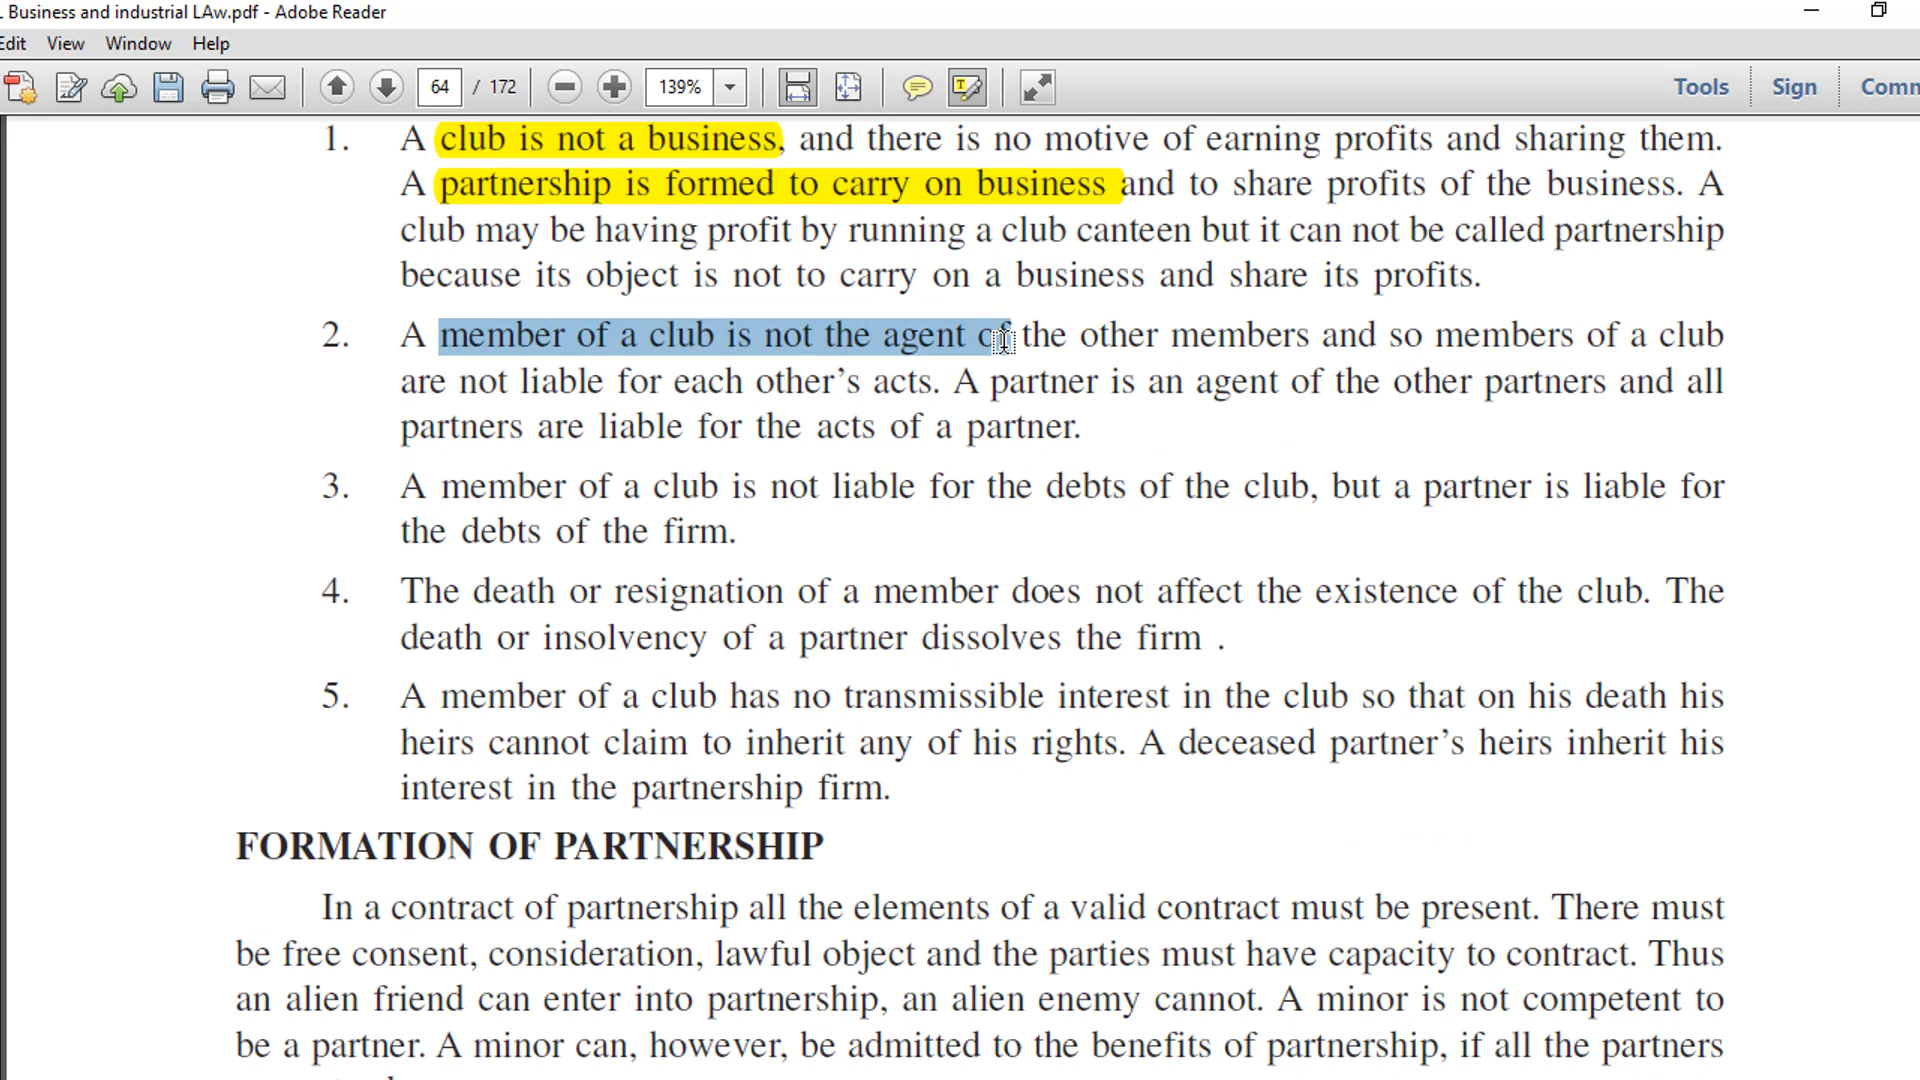 Business and industrial LAw.pdf - Adobe Reader
Edit View Window Help
64 / 172 139% Tools Sign Comm
1. A club is not a business, and there is no motive of earning profits and sharing them.
A partnership is formed to carry on business and to share profits of the business. A
club may be having profit by running a club canteen but it can not be called partnership
because its object is not to carry on a business and share its profits.
2. A member of a club is not the agent of the other members and so members of a club
are not liable for each other’s acts. A partner is an agent of the other partners and all
partners are liable for the acts of a partner.
3. A member of a club is not liable for the debts of the club, but a partner is liable for
the debts of the firm.
4. The death or resignation of a member does not affect the existence of the club. The
death or insolvency of a partner dissolves the firm .
5. A member of a club has no transmissible interest in the club so that on his death his
heirs cannot claim to inherit any of his rights. A deceased partner’s heirs inherit his
interest in the partnership firm.
FORMATION OF PARTNERSHIP
In a contract of partnership all the elements of a valid contract must be present. There must
be free consent, consideration, lawful object and the parties must have capacity to contract. Thus
an alien friend can enter into partnership, an alien enemy cannot. A minor is not competent to
be a partner. A minor can, however, be admitted to the benefits of partnership, if all the partners